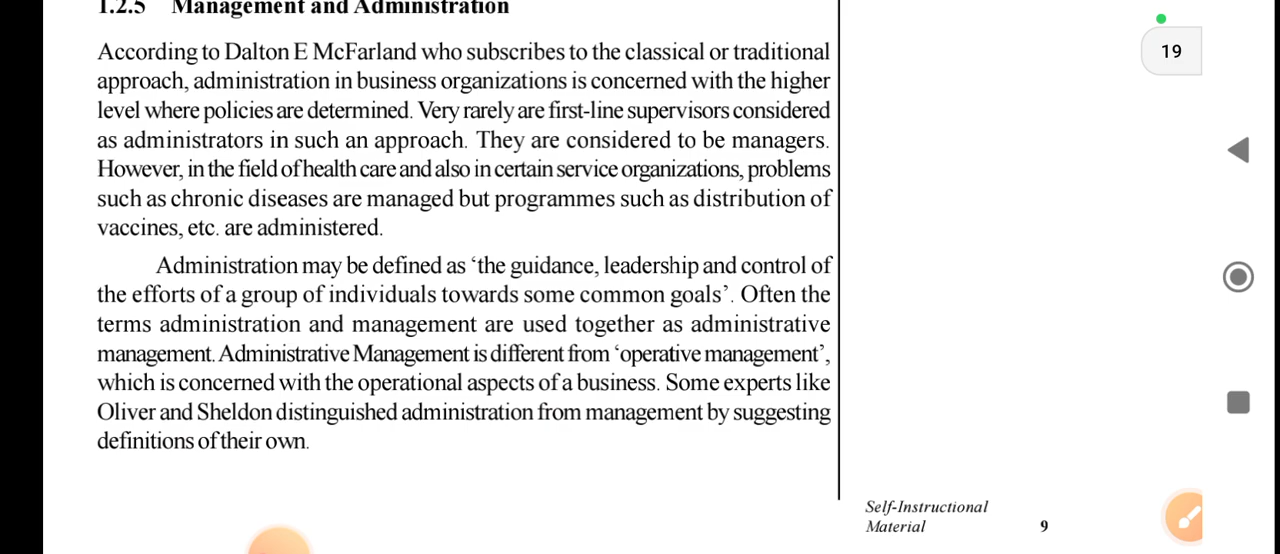 1.2.5 Management and Administration
19
According to Dalton E McFarland who subscribes to the classical or traditional
approach, administration in business organizations is concerned with the higher
level where policies are determined. Very rarely are first-line supervisors considered
as administrators in such an approach. They are considered to be managers.
However, in the field of health care and also in certain service organizations, problems
such as chronic diseases are managed but programmes such as distribution of
vaccines, etc. are administered.
Administration may be defined as ‘the guidance, leadership and control of
the efforts of a group of individuals towards some common goals’. Often the
terms administration and management are used together as administrative
management. Administrative Management is different from ‘operative management’,
which is concerned with the operational aspects of a business. Some experts like
Oliver and Sheldon distinguished administration from management by suggesting
definitions of their own.
Self-Instructional
Material 9